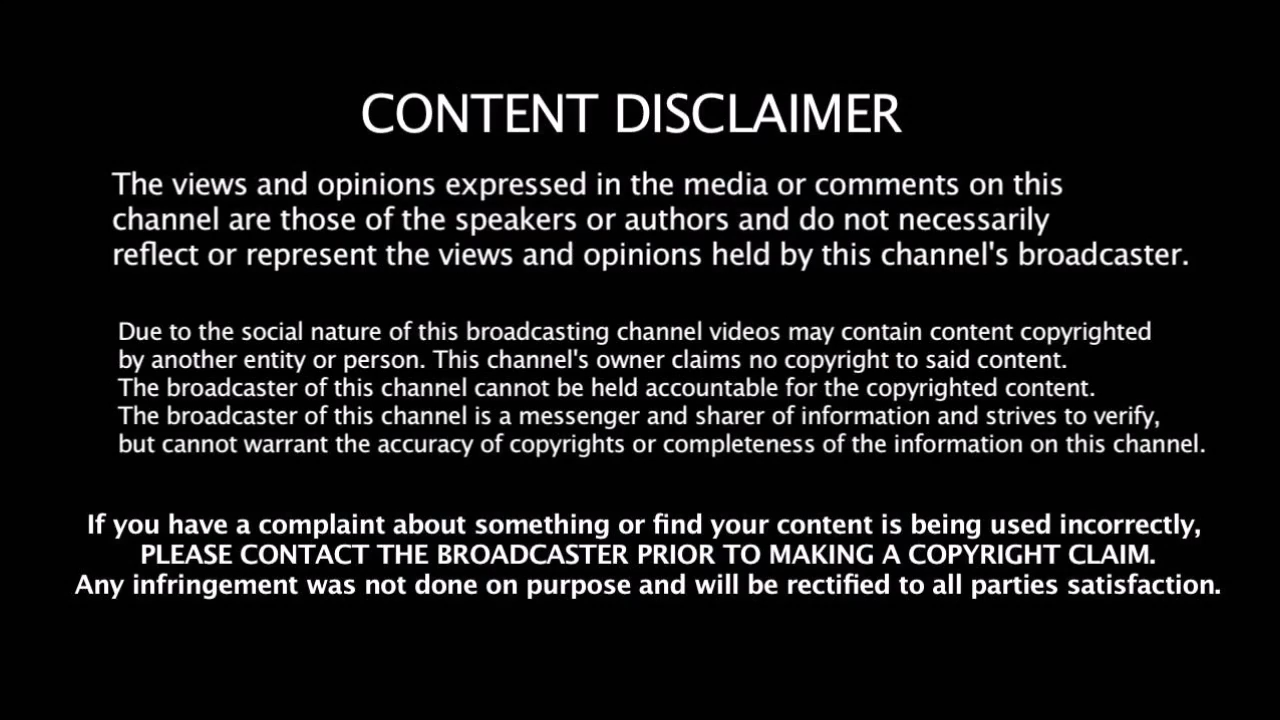 CONTENT DISCLAIMER
The views and opinions expressed in the media or comments on this
channel are those of the speakers or authors and do not necessarily
reflect or represent the views and opinions held by this channel's broadcaster.
Due to the social nature of this broadcasting channel videos may contain content copyrighted
by another entity or person. This channel's owner claims no copyright to said content.
The broadcaster of this channel cannot be held accountable for the copyrighted content.
The broadcaster of this channel is a messenger and sharer of information and strives to verify,
but cannot warrant the accuracy of copyrights or completeness of the information on this channel.
If you have a complaint about something or find your content is being used incorrectly,
PLEASE CONTACT THE BROADCASTER PRIOR TO MAKING A COPYRIGHT CLAIM.
Any infringement was not done on purpose and will be rectified to all parties satisfaction.